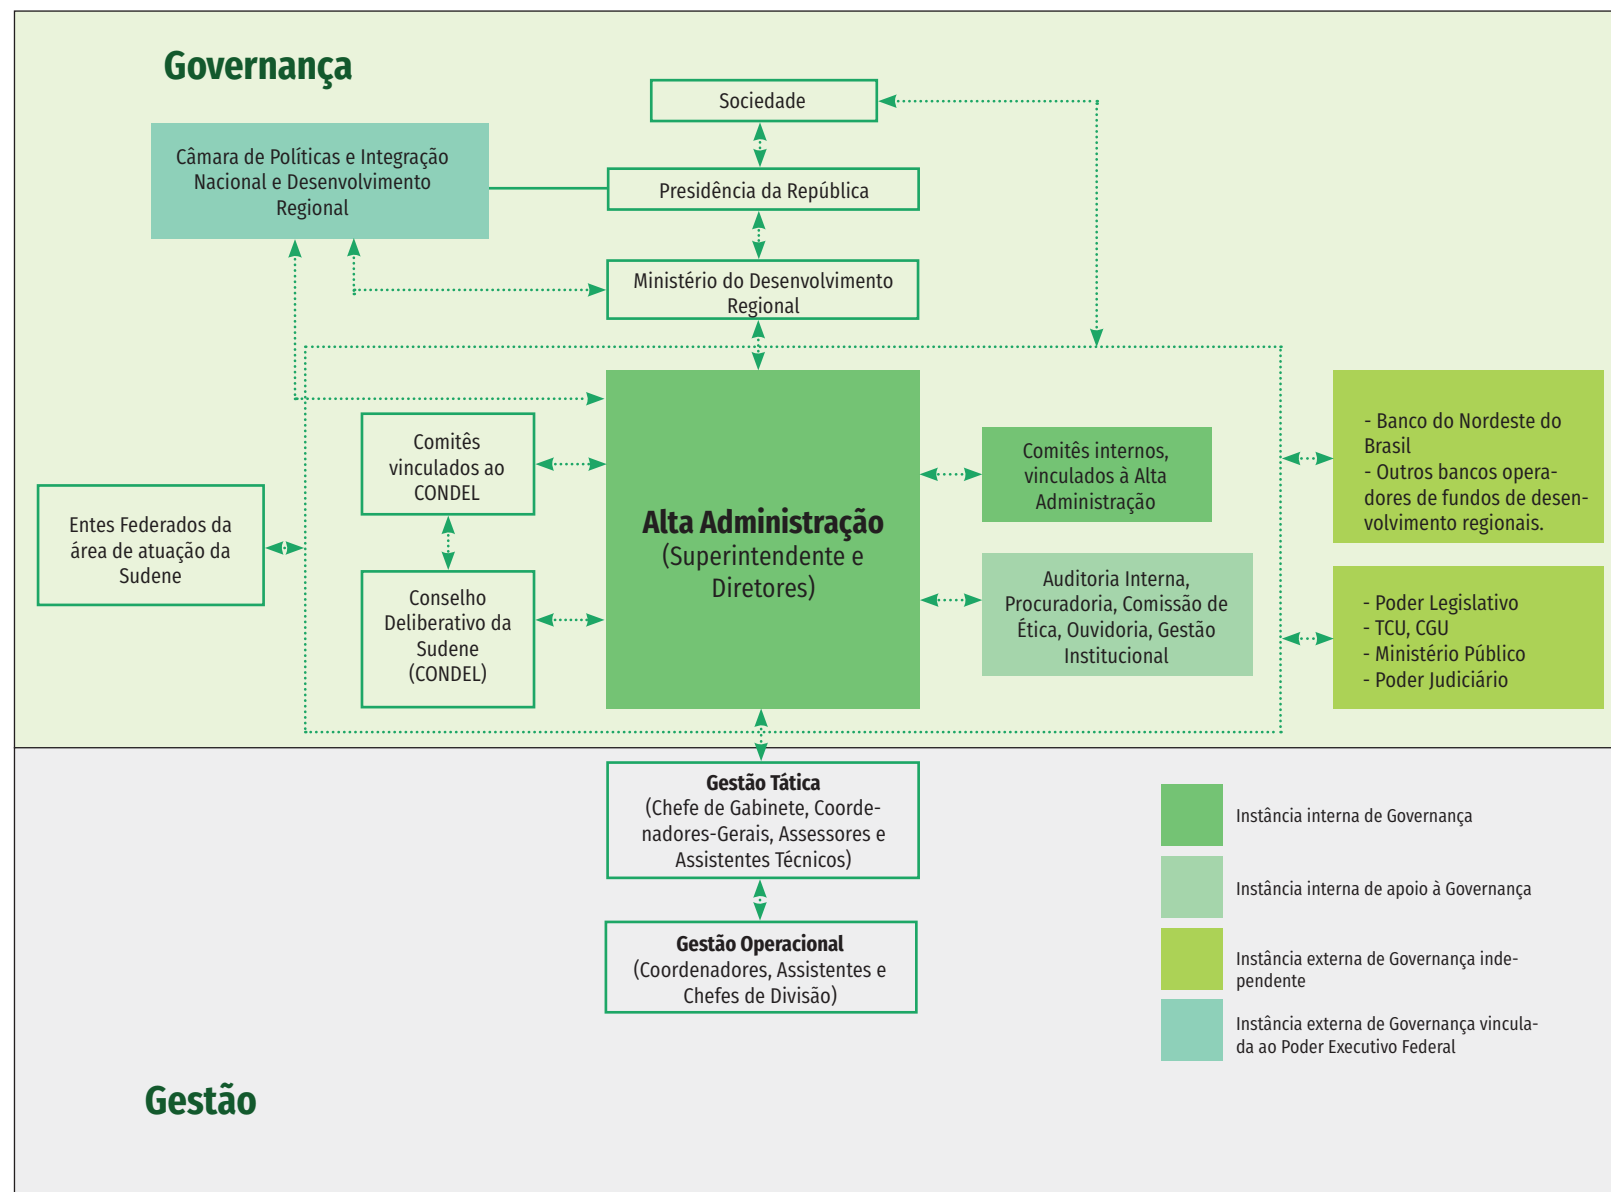 Governança
Sociedade
Câmara de Políticas e Integração
Nacional e Desenvolvimento
Regional
Presidência da República
Ministério do Desenvolvimento
Regional
Comitês
vinculados ao
CONDEL
Entes Federados da
área de atuação da
Sudene
Conselho
Deliberativo da
Sudene
(CONDEL)
Alta Administração
(Superintendente e
Diretores)
Comitês internos,
vinculados à Alta
Administração
Auditoria Interna,
Procuradoria, Comissão de
Ética, Ouvidoria, Gestão
Institucional
- Banco do Nordeste do
Brasil
- Outros bancos opera-
dores de fundos de desen-
volvimento regionais.
- Poder Legislativo
- TCU, CGU
- Ministério Público
- Poder Judiciário
Gestão Tática
(Chefe de Gabinete, Coorde-
nadores-Gerais, Assessores e
Assistentes Técnicos)
Gestão Operacional
(Coordenadores, Assistentes e
Chefes de Divisão)
Instância interna de Governança
Instância interna de apoio à Governança
Instância externa de Governança inde-
pendente
Instância externa de Governança vincula-
da ao Poder Executivo Federal
Gestão